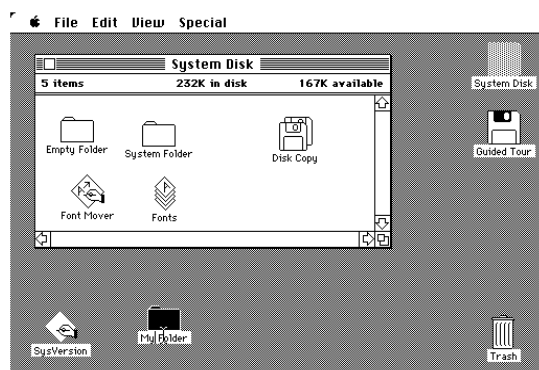 File Edit View Special
System Disk
5 items 232K in disk 167K available
Empty Folder
System Folder
Disk Copy
Font Mover
Fonts
System Disk
Guided Tour
SysVersion
My Folder
Trash